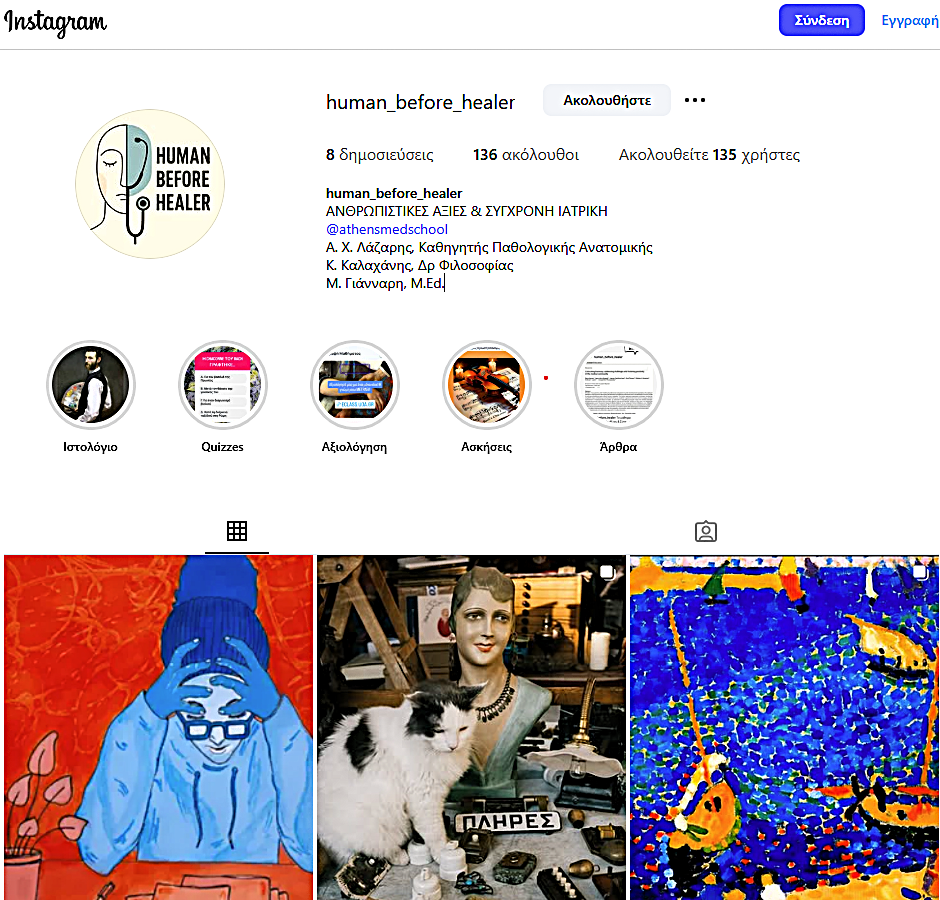 Instagram
Σύνδεση
Εγγραφή
HUMAN
BEFORE
HEALER
human_before_healer
Ακολουθήστε
8 δημοσιεύσεις
136 ακόλουθοι
Ακολουθείτε 135 χρήστες
human_before_healer
ΑΝΘΡΩΠΙΣΤΙΚΕΣ ΑΞΙΕΣ & ΣΥΓΧΡΟΝΗ ΙΑΤΡΙΚΗ
@athensmedschool
Α. Χ. Λάζαρης, Καθηγητής Παθολογικής Ανατομικής
Κ. Καλαχάνης, Δρ Φιλοσοφίας
Μ. Γιάνναρη, M.Ed.
Ιστολόγιο
Quizzes
Αξιολόγηση
Ασκήσεις
Άρθρα
ΠΛΗΡΕΣ